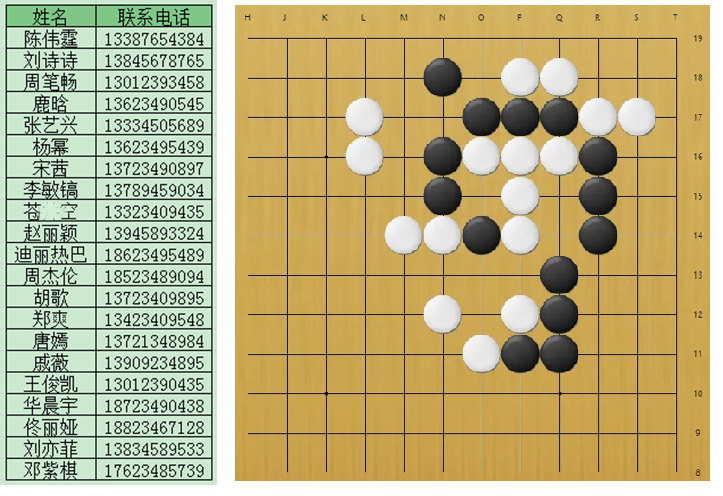 姓名 联系电话
陈伟霆 13387654384
刘诗诗 13845678765
周笔畅 13012393458
鹿晗 13623490545
张艺兴 13334505689
杨幂 13623495439
宋茜 13723490897
李敏镐 13789459034
苍 空 13323409435
赵丽颖 13945893324
迪丽热巴 18623495489
周杰伦 18523489094
胡歌 13723409895
郑爽 13423409548
唐嫣 13721348984
戚薇 13909234895
王俊凯 13012390435
华晨宇 18723490438
佟丽娅 18823467128
刘亦菲 13834589533
邓紫棋 17623485739
H J K L M N O P Q R S T
19
18
17
16
15
14
13
12
11
10
9
8